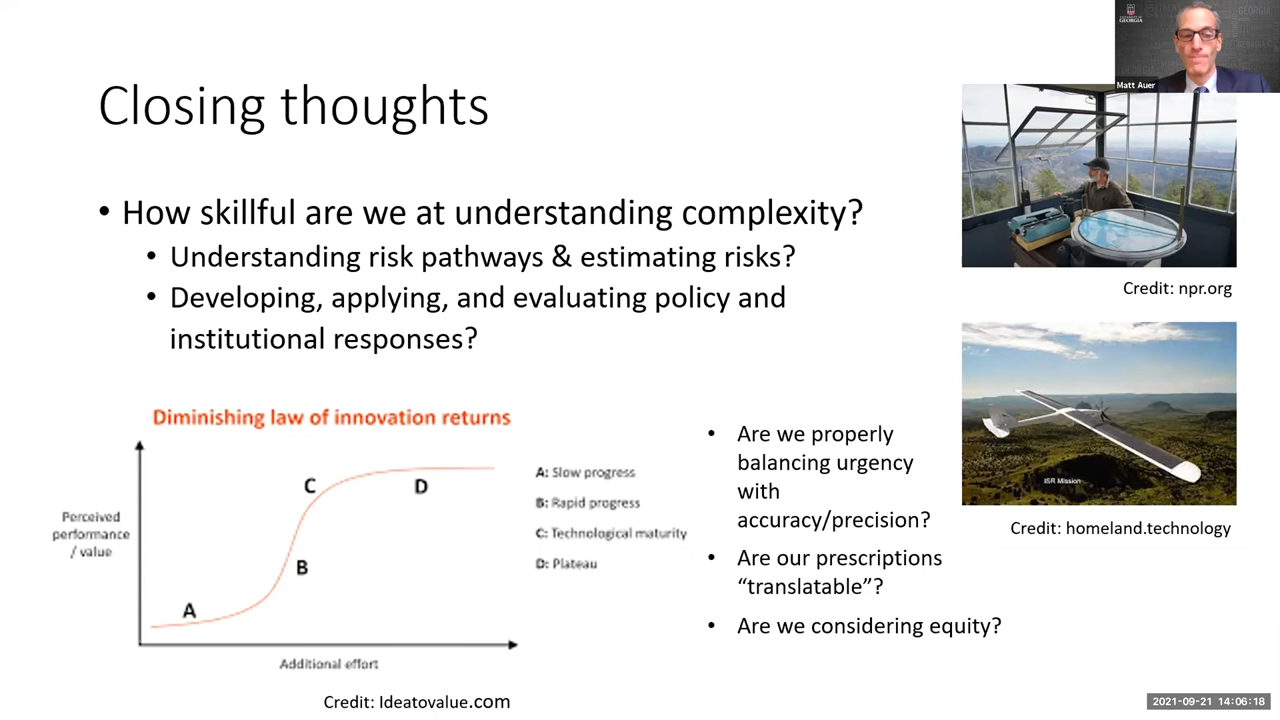 UNIVERSITY OF
GEORGIA
Matt Auer
Closing thoughts
• How skillful are we at understanding complexity?
• Understanding risk pathways & estimating risks?
• Developing, applying, and evaluating policy and
institutional responses?
Credit: npr.org
ISR Mission
Credit: homeland.technology
Diminishing law of innovation returns
Perceived
performance
/ value
A
B
C
D
Additional effort
A: Slow progress
B: Rapid progress
C: Technological maturity
D: Plateau
Credit: Ideatovalue.com
• Are we properly
balancing urgency
with
accuracy/precision?
• Are our prescriptions
“translatable”?
• Are we considering equity?
2021-09-21 14:06:18